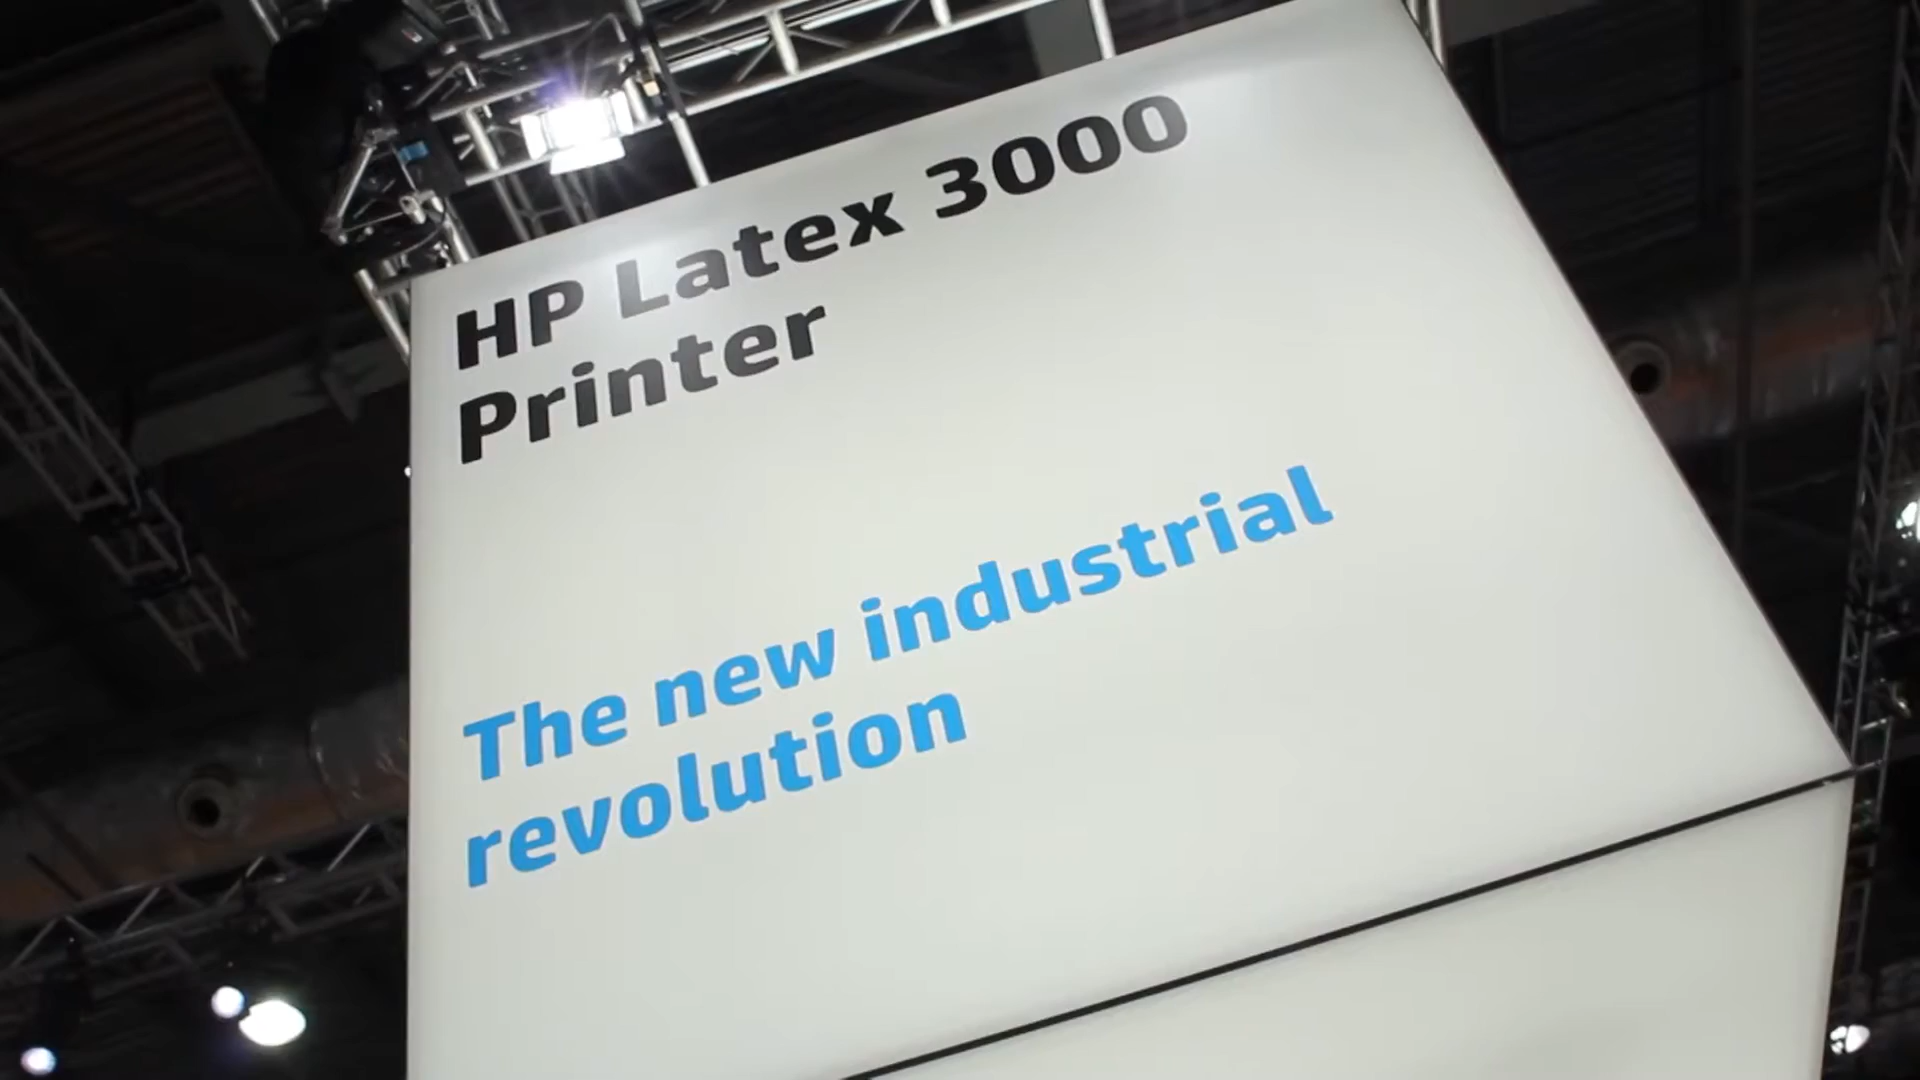 HP Latex 3000
Printer
The new industrial
revolution